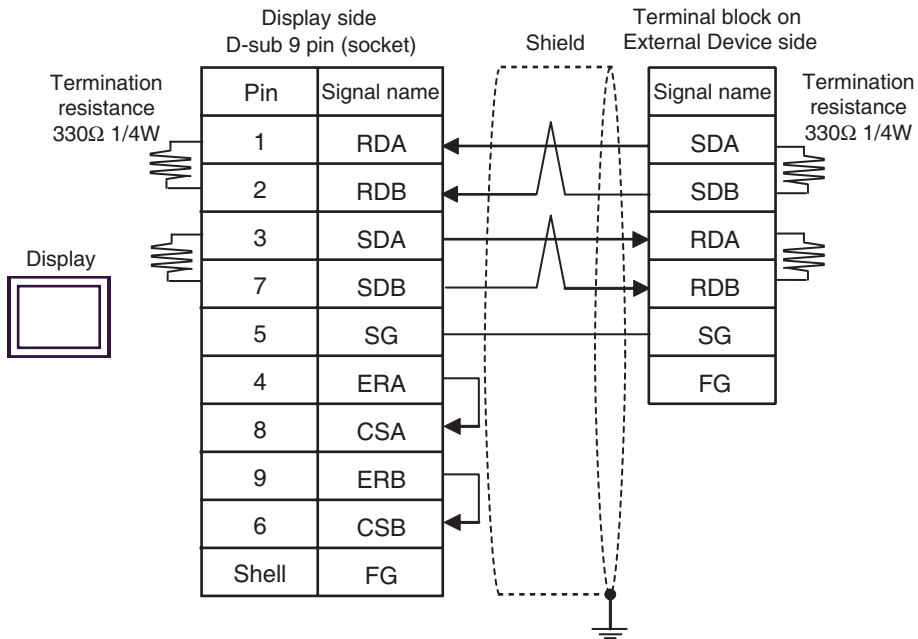 Display side
D-sub 9 pin (socket)
Shield
Terminal block on
External Device side
Termination
resistance
330Ω 1/4W
Termination
resistance
330Ω 1/4W
Pin Signal name Signal name
1 RDA SDA
2 RDB SDB
3 SDA RDA
7 SDB RDB
5 SG SG
4 ERA FG
8 CSA
9 ERB
6 CSB
Shell FG
Display